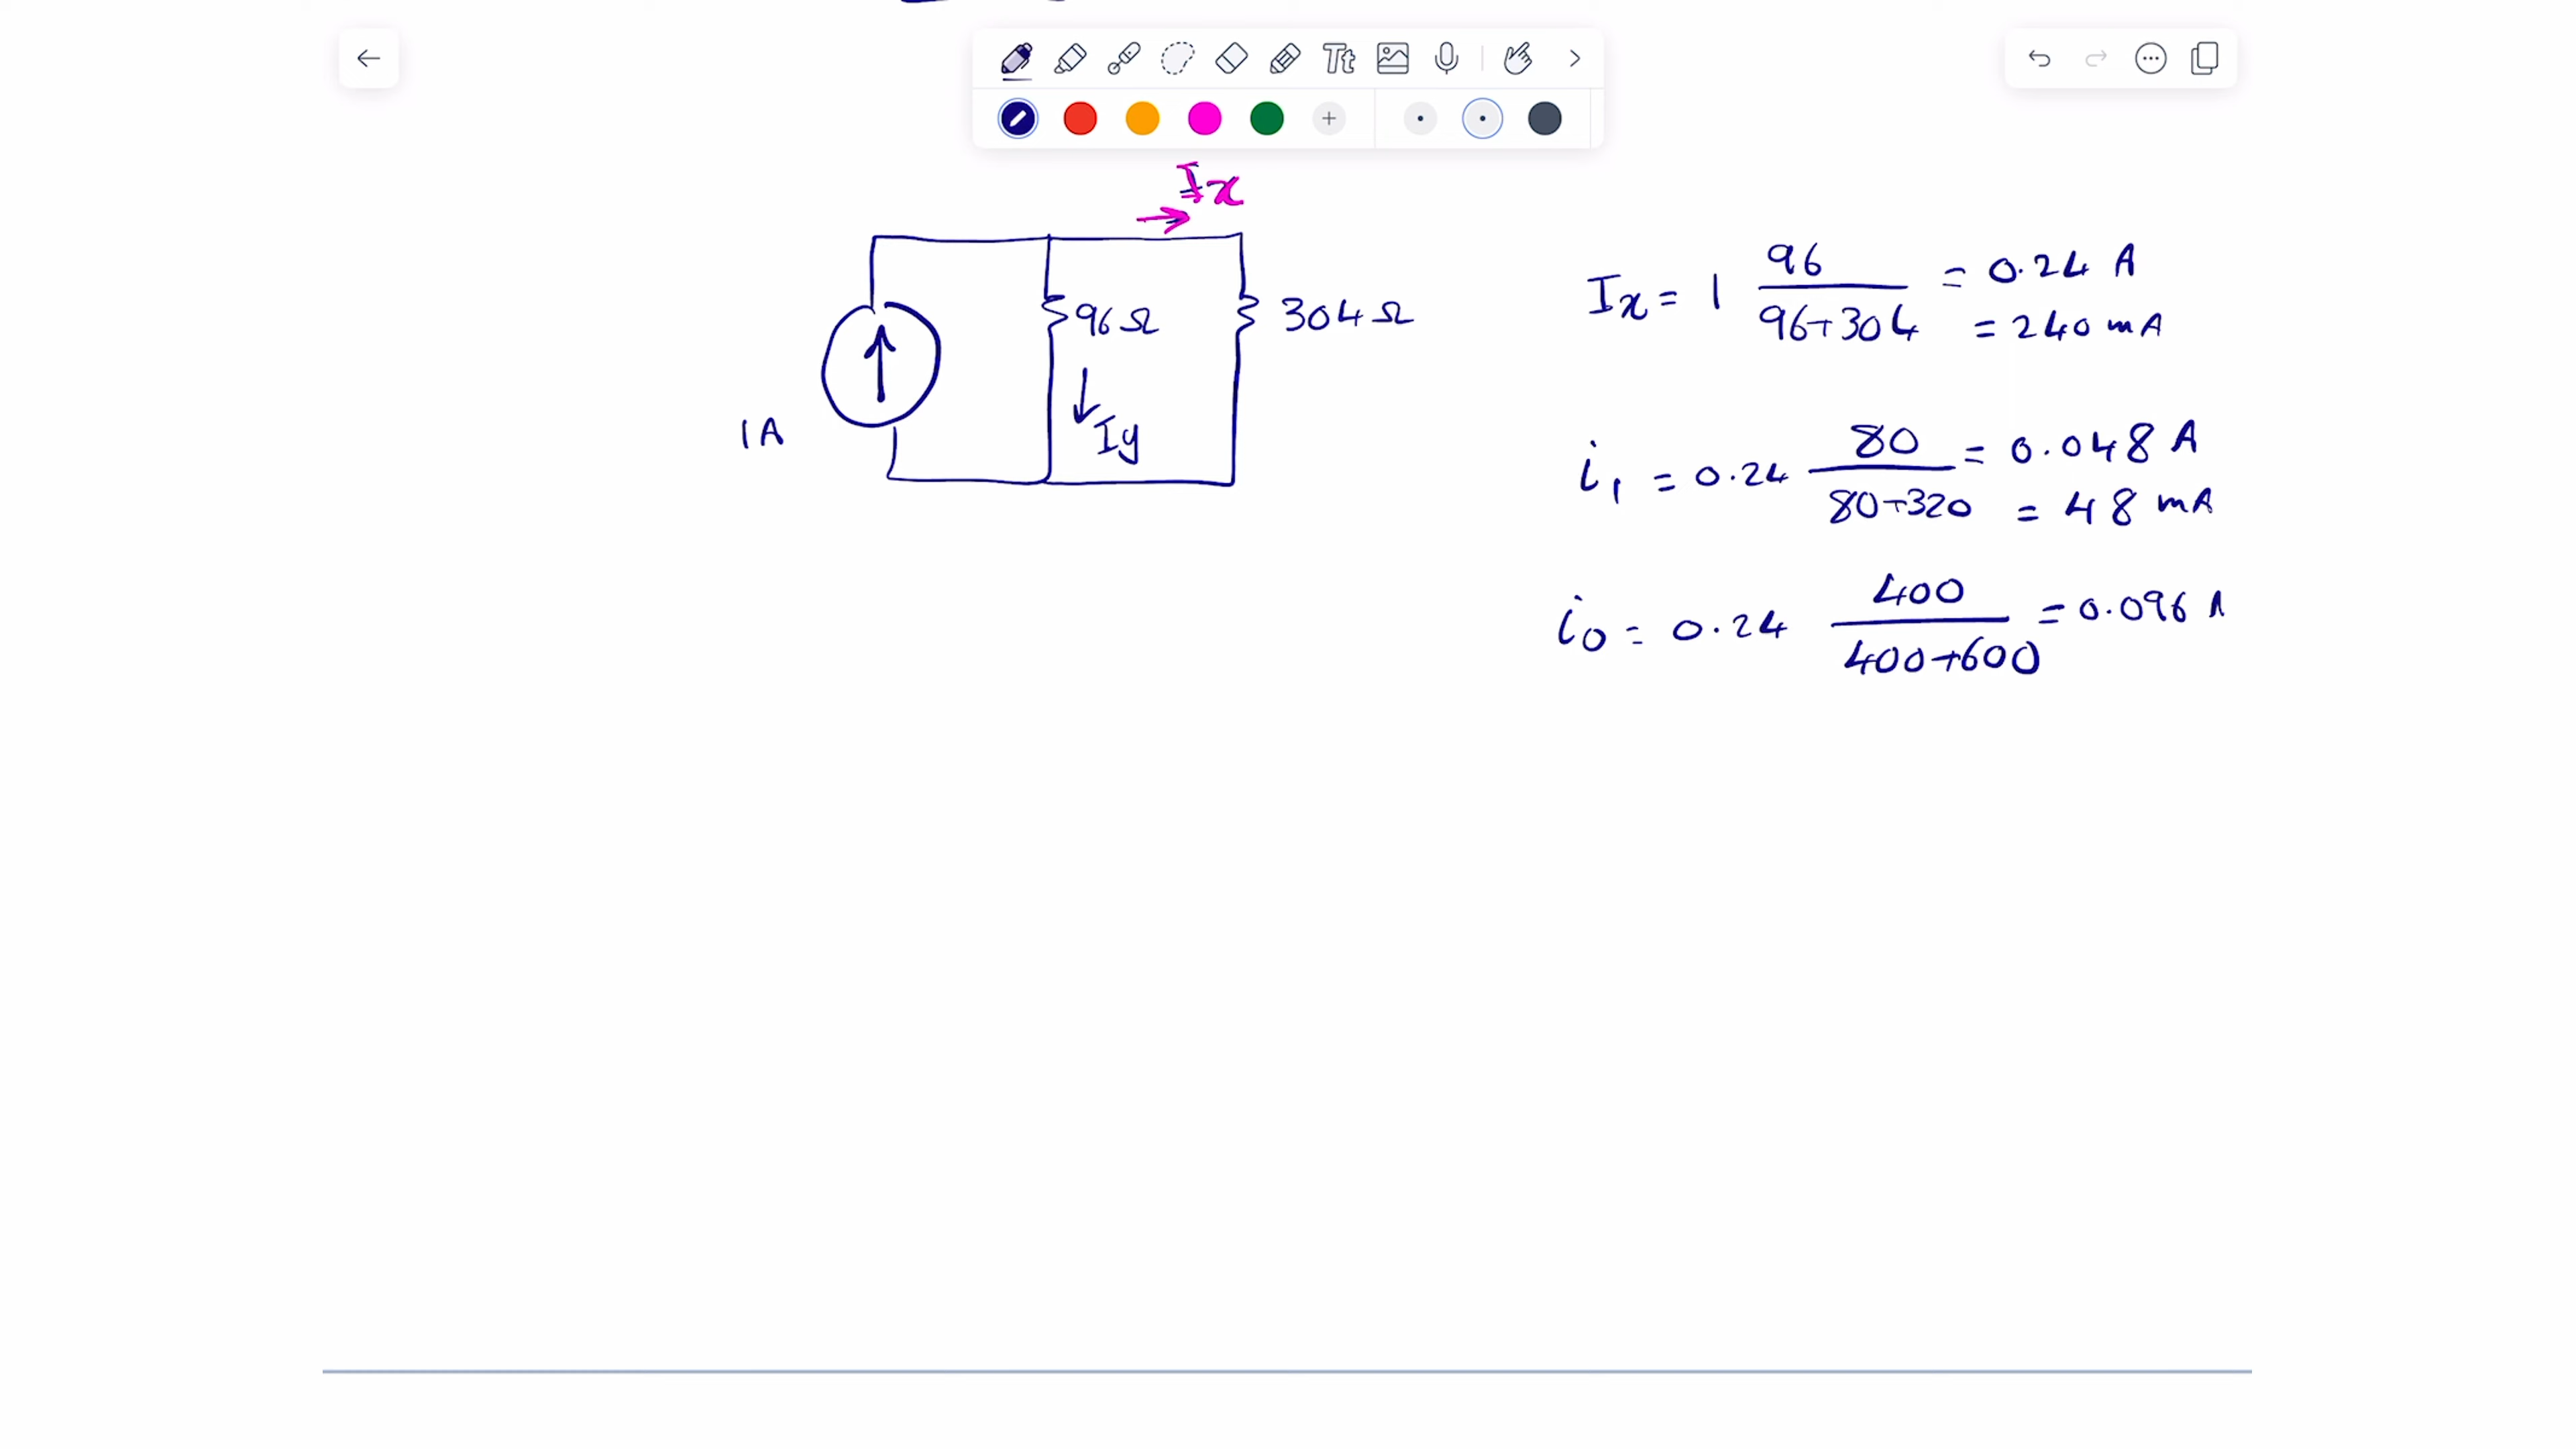 Tt
Ix
96Ω
304Ω
1A
Iy
Ix = 1 96/(96+304) = 0.24 A
= 240 mA
i1 = 0.24 80/(80+320) = 0.048 A
= 48 mA
i0 = 0.24 400/(400+600) = 0.096 A